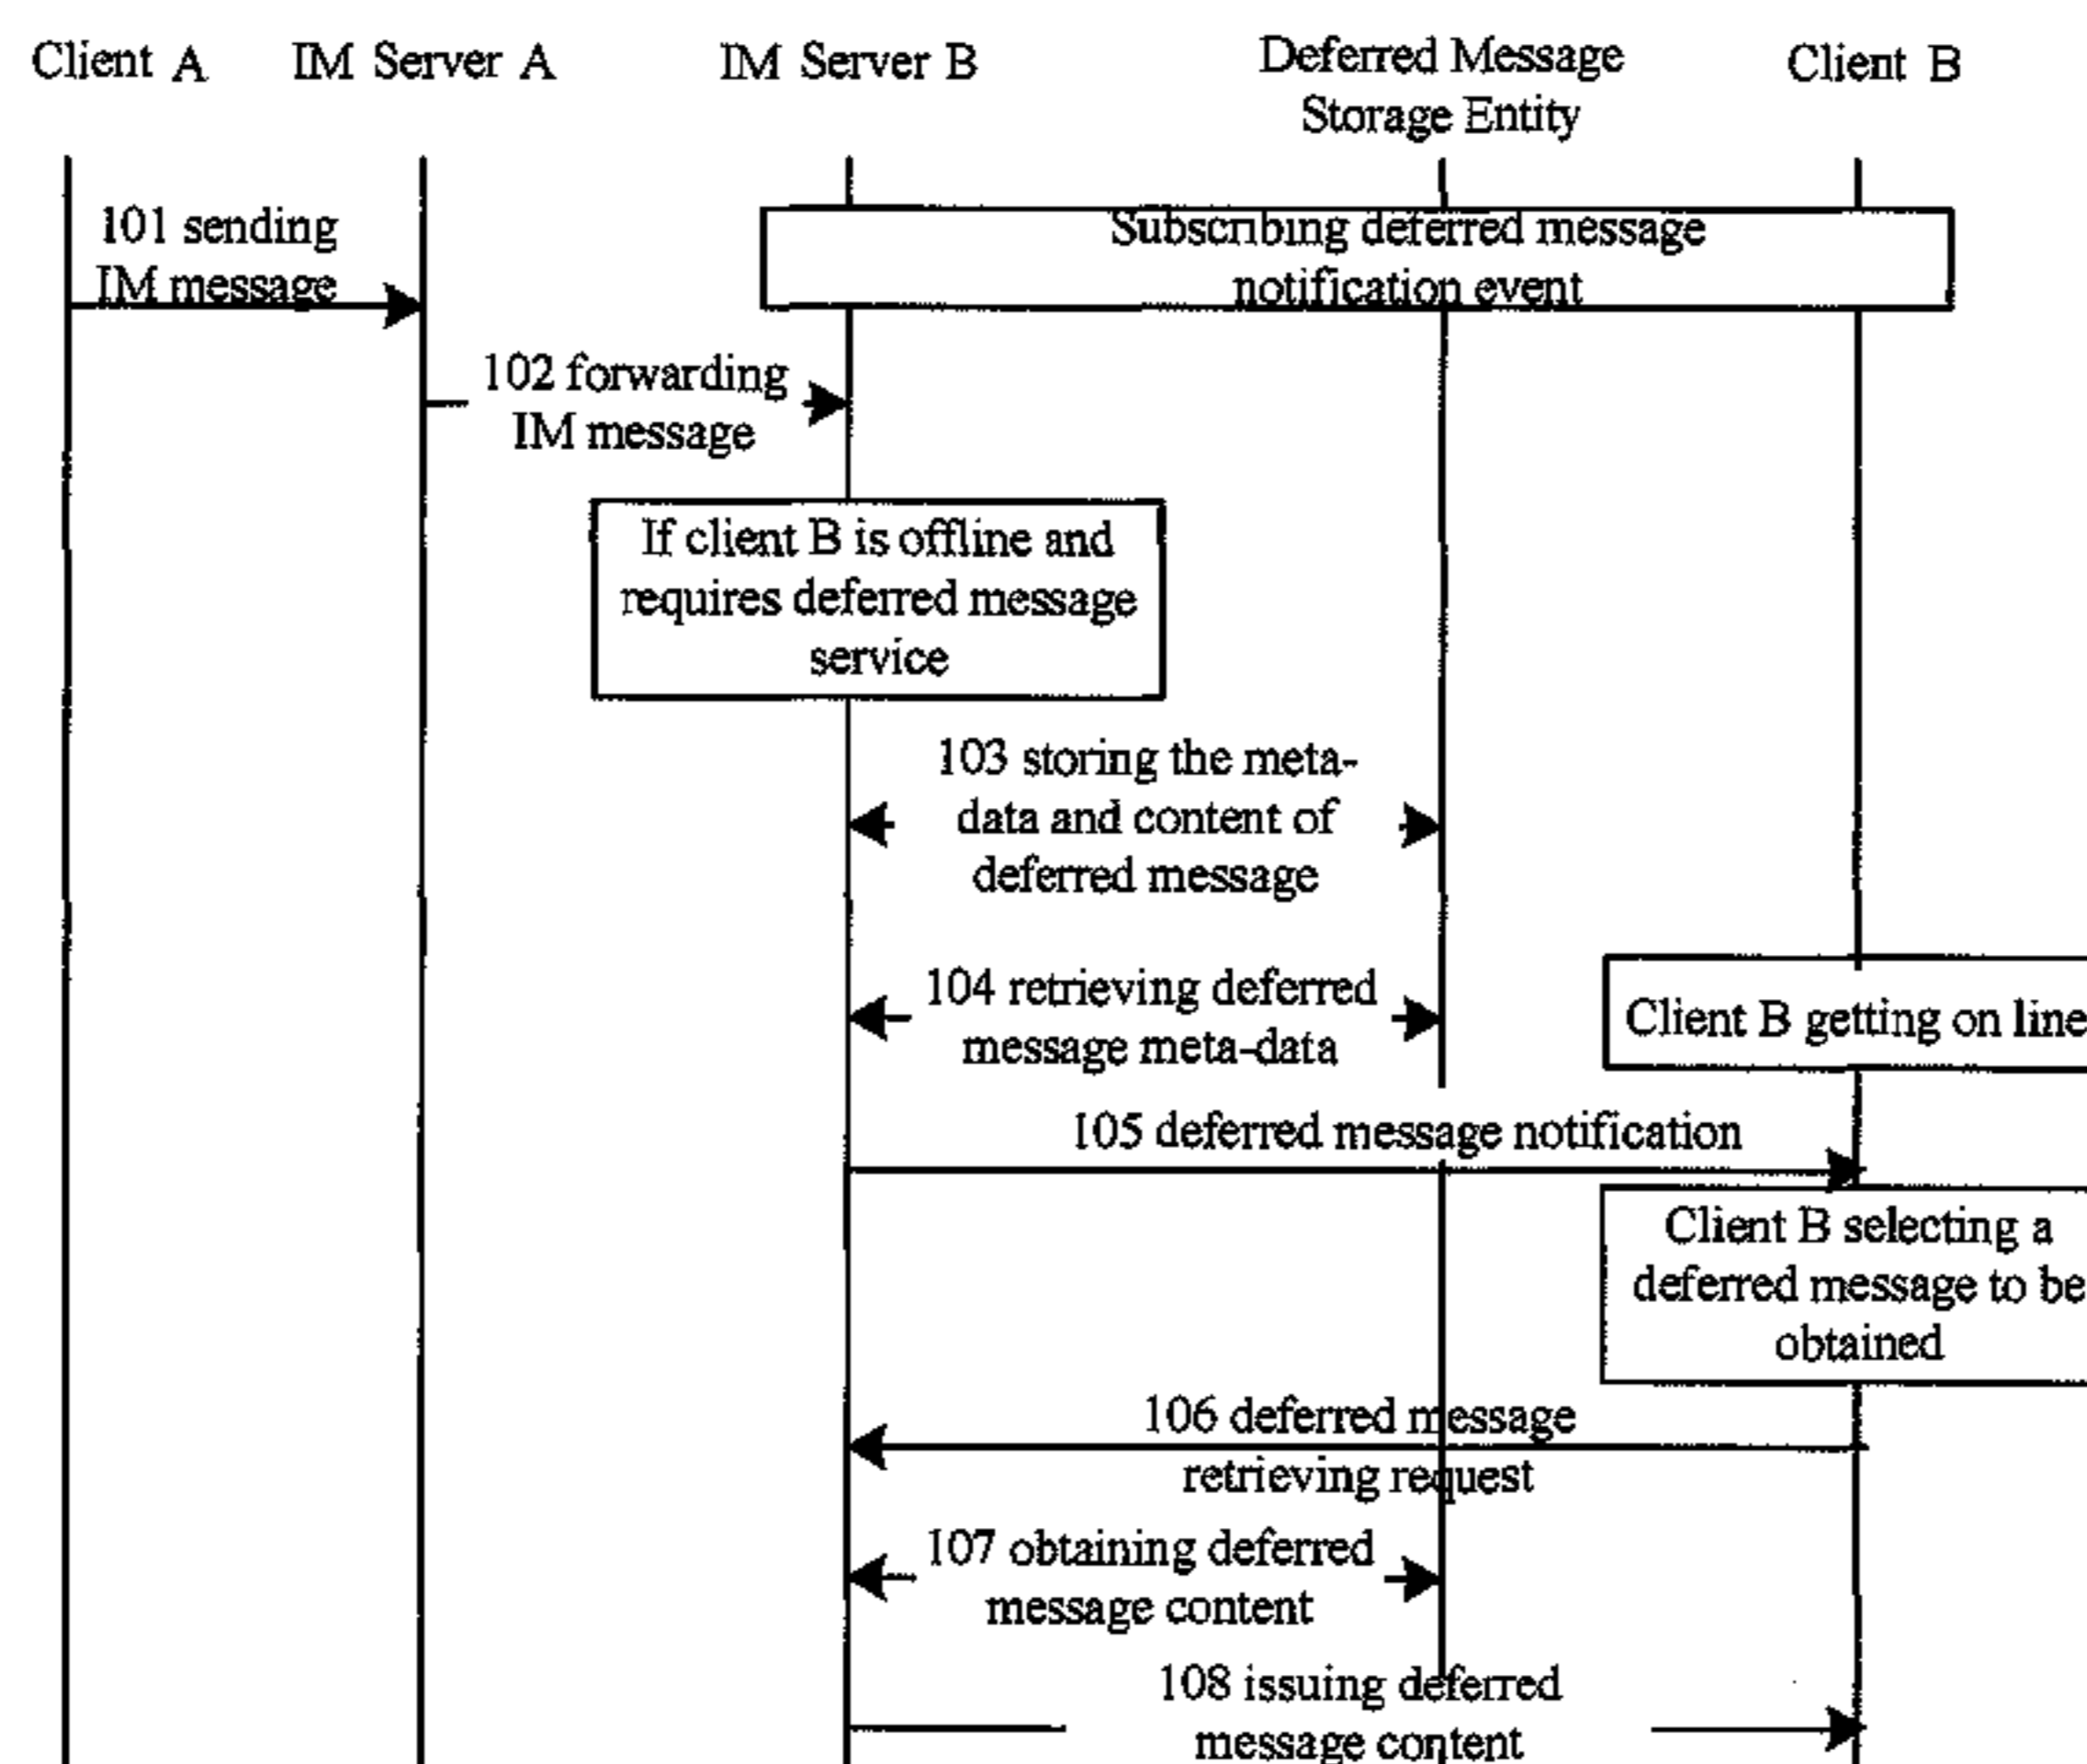 Client A
IM Server A
IM Server B
Deferred Message
Storage Entity
Client B
Subscribing deferred message
notification event
101 sending
IM message
102 forwarding
IM message
If client B is offline and
requires deferred message
service
103 storing the meta-
data and content of
deferred message
104 retrieving deferred
message meta-data
Client B getting on line
105 deferred message notification
Client B selecting a
deferred message to be
obtained
106 deferred message
retrieving request
107 obtaining deferred
message content
108 issuing deferred
message content